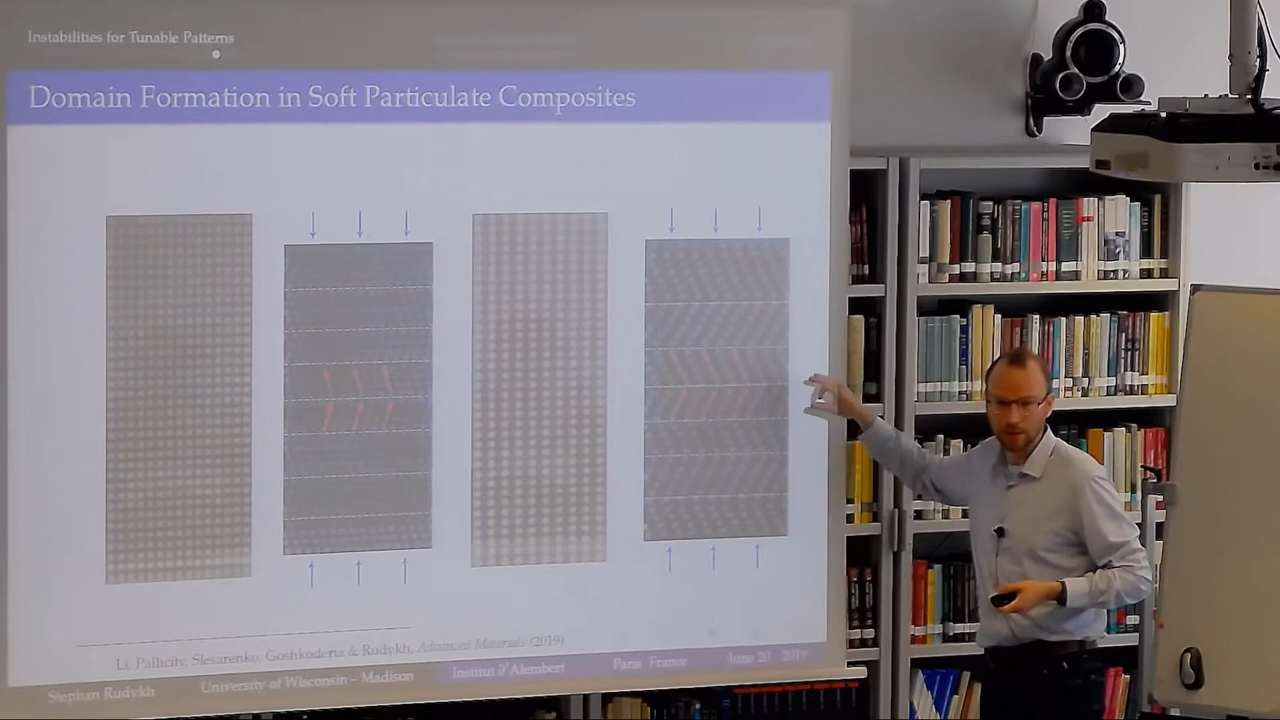 Instabilities for Tunable Patterns
Domain Formation in Soft Particulate Composites
Li, Pallicity, Slesarenko, Goshkoderia & Rudykh, Advanced Materials (2019)
Stephan Rudykh University of Wisconsin – Madison Institut ∂'Alembert Paris France June 20 2019